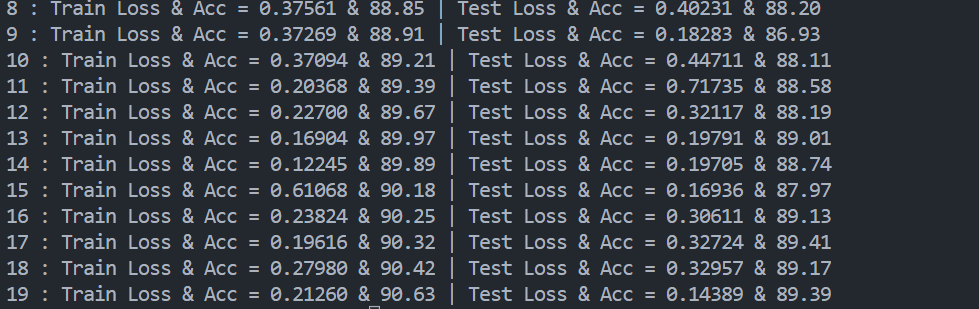 8 : Train Loss & Acc = 0.37561 & 88.85 | Test Loss & Acc = 0.40231 & 88.20
9 : Train Loss & Acc = 0.37269 & 88.91 | Test Loss & Acc = 0.18283 & 86.93
10 : Train Loss & Acc = 0.37094 & 89.21 | Test Loss & Acc = 0.44711 & 88.11
11 : Train Loss & Acc = 0.20368 & 89.39 | Test Loss & Acc = 0.71735 & 88.58
12 : Train Loss & Acc = 0.22700 & 89.67 | Test Loss & Acc = 0.32117 & 88.19
13 : Train Loss & Acc = 0.16904 & 89.97 | Test Loss & Acc = 0.19791 & 89.01
14 : Train Loss & Acc = 0.12245 & 89.89 | Test Loss & Acc = 0.19705 & 88.74
15 : Train Loss & Acc = 0.61068 & 90.18 | Test Loss & Acc = 0.16936 & 87.97
16 : Train Loss & Acc = 0.23824 & 90.25 | Test Loss & Acc = 0.30611 & 89.13
17 : Train Loss & Acc = 0.19616 & 90.32 | Test Loss & Acc = 0.32724 & 89.41
18 : Train Loss & Acc = 0.27980 & 90.42 | Test Loss & Acc = 0.32957 & 89.17
19 : Train Loss & Acc = 0.21260 & 90.63 | Test Loss & Acc = 0.14389 & 89.39